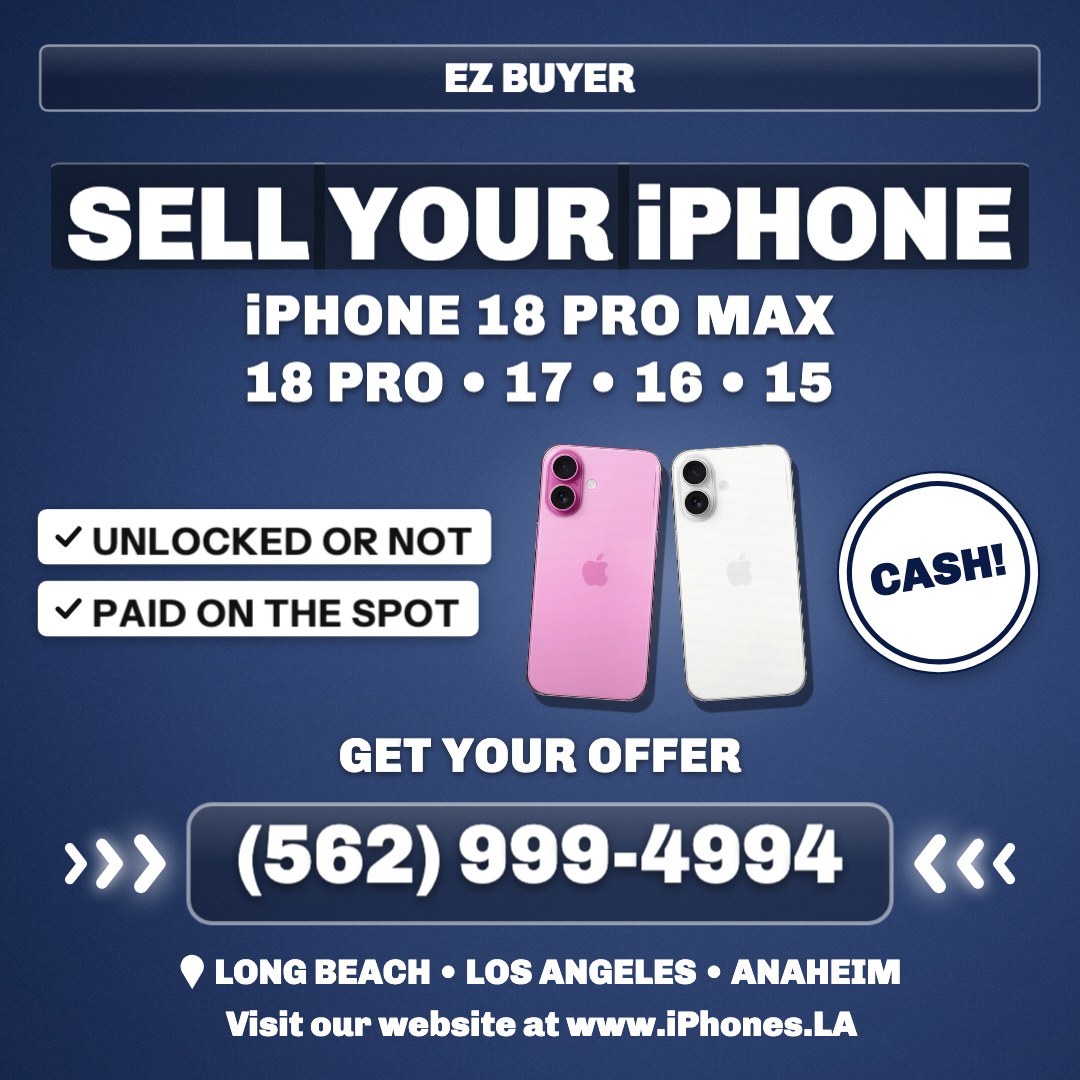 EZ BUYER
SELL YOUR iPHONE
iPHONE 18 PRO MAX
18 PRO • 17 • 16 • 15
✓ UNLOCKED OR NOT
✓ PAID ON THE SPOT
CASH!
GET YOUR OFFER
(562) 999-4994
LONG BEACH • LOS ANGELES • ANAHEIM
Visit our website at www.iPhones.LA